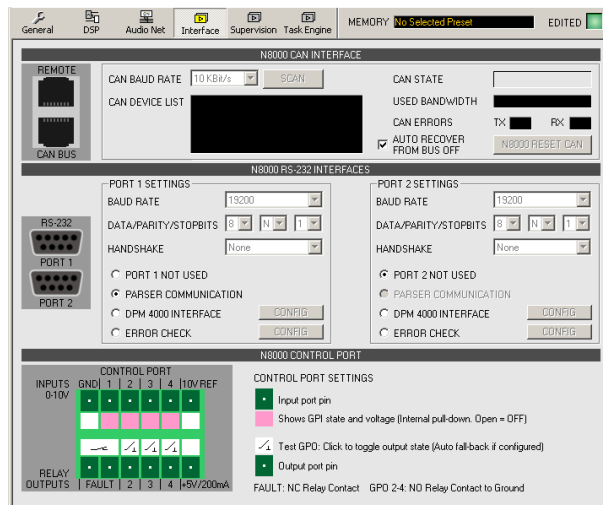 General DSP Audio Net Interface Supervision Task Engine MEMORY No Selected Preset EDITED
N8000 CAN INTERFACE
REMOTE
CAN BUS
CAN BAUD RATE 10 KBit/s SCAN
CAN DEVICE LIST
CAN STATE
USED BANDWIDTH
CAN ERRORS TX RX
AUTO RECOVER
FROM BUS OFF
N8000 RESET CAN
N8000 RS-232 INTERFACES
RS-232
PORT 1
PORT 2
PORT 1 SETTINGS
BAUD RATE 19200
DATA/PARITY/STOPBITS 8 N 1
HANDSHAKE None
PORT 1 NOT USED
PARSER COMMUNICATION
DPM 4000 INTERFACE CONFIG
ERROR CHECK CONFIG
PORT 2 SETTINGS
BAUD RATE 19200
DATA/PARITY/STOPBITS 8 N 1
HANDSHAKE None
PORT 2 NOT USED
PARSER COMMUNICATION
DPM 4000 INTERFACE CONFIG
ERROR CHECK CONFIG
N8000 CONTROL PORT
CONTROL PORT
INPUTS GND| 1 | 2 | 3 | 4 |10V REF
0-10V
RELAY
OUTPUTS | FAULT | 2 | 3 | 4 |+5V/200mA
CONTROL PORT SETTINGS
Input port pin
Shows GPI state and voltage (Internal pull-down. Open = OFF)
Test GPO: Click to toggle output state (Auto fall-back if configured)
Output port pin
FAULT: NC Relay Contact GPO 2-4: NO Relay Contact to Ground